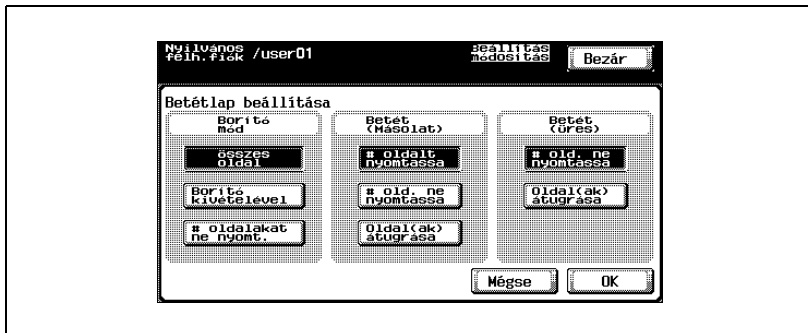 Nyilvános
félh.fiók /user01
Beállítás
módosítás
Bezár
Betétlap beállítása
Borító
mód
Betét
(Másolat)
Betét
(üres)
összes
oldal
# oldalt
nyomtassa
# old. ne
nyomtassa
Borító
kivételével
# old. ne
nyomtassa
Oldal(ak)
átugrása
# oldalakat
ne nyomt.
Oldal(ak)
átugrása
Mégse
OK